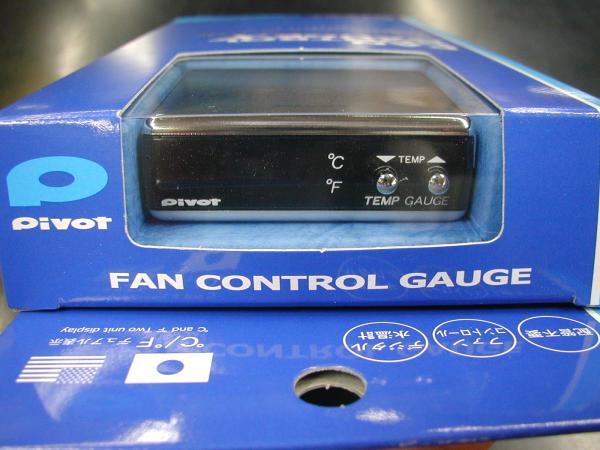 °C
▼ TEMP ▲
°F
pivot
TEMP GAUGE
pivot
FAN CONTROL GAUGE
配管不要
ファン
コントロール
デジタル
水温計
°C/°F デュアル表示
°C and °F Two unit display